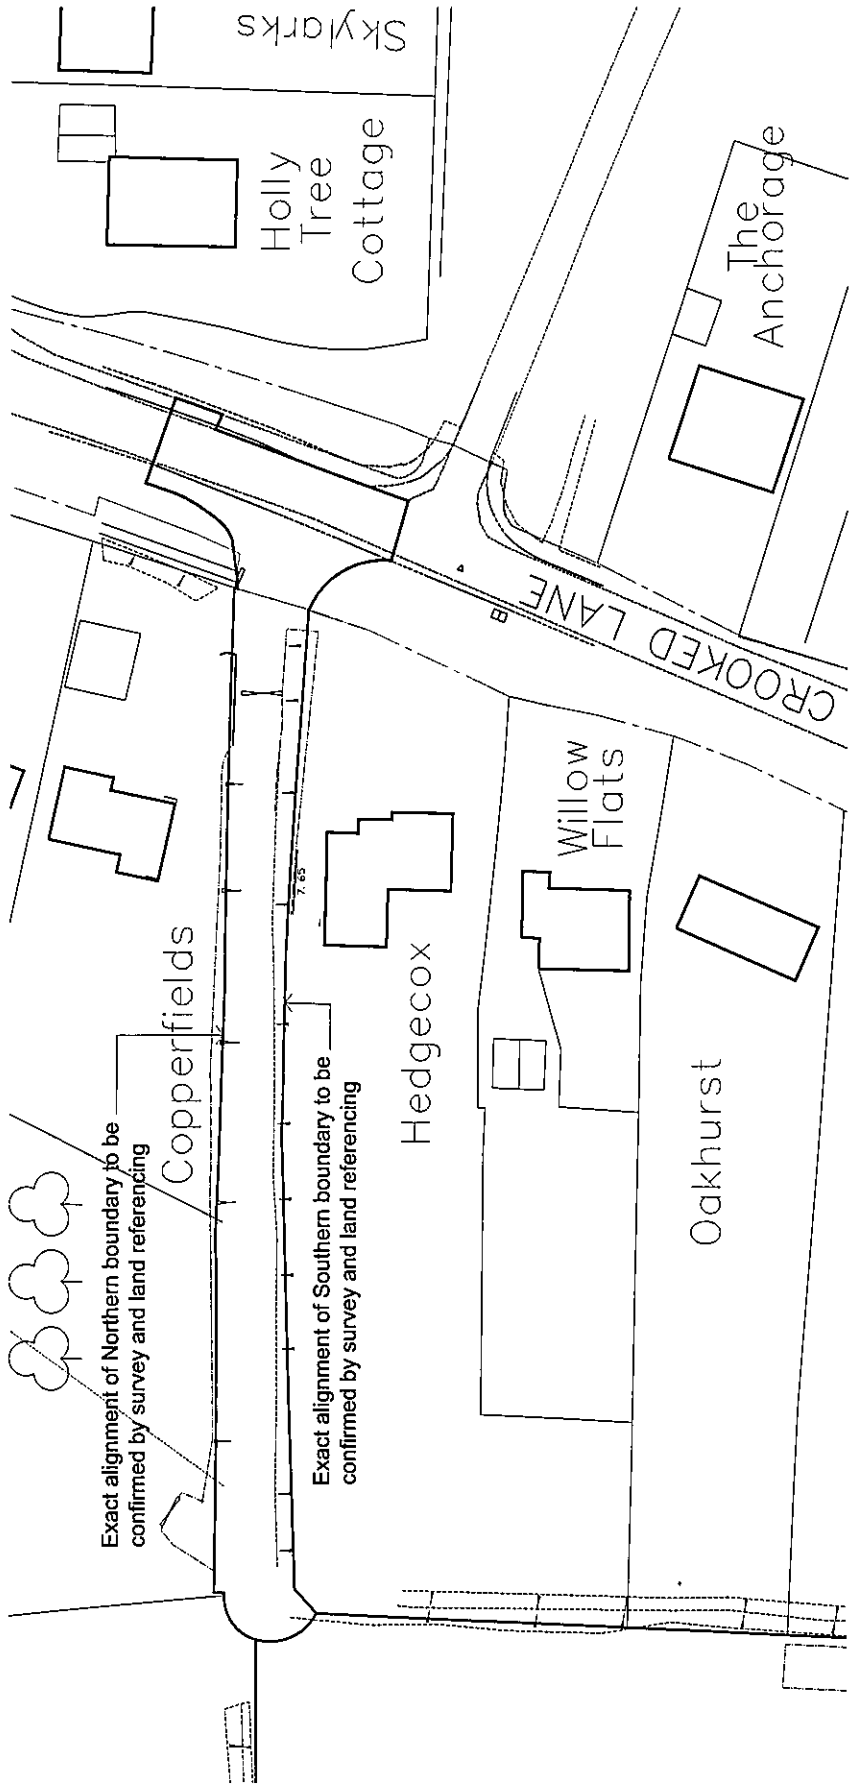 Skylarks
Holly
Tree
Cottage
The
Anchorage
CROOKED LANE
Willow
Flats
7.65
Copperfields
Hedgecox
Oakhurst
Exact alignment of Northern boundary to be
confirmed by survey and land referencing
Exact alignment of Southern boundary to be
confirmed by survey and land referencing